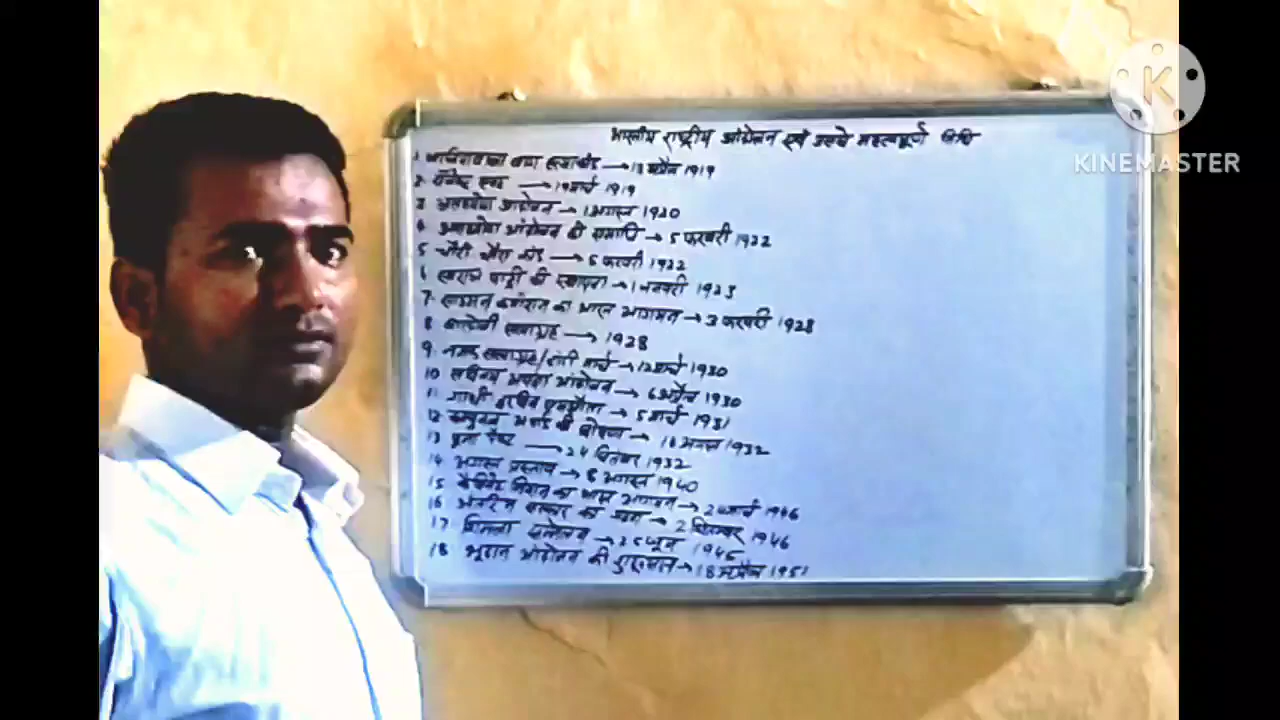 भारतीय राष्ट्रीय आंदोलन एवं उसके महत्वपूर्ण तिथि
1 जालियावाला बाग हत्याकांड → 13 अप्रैल 1919
2 रौलेट एक्ट → 19 मार्च 1919
3 असहयोग आंदोलन → 1 अगस्त 1920
4 असहयोग आंदोलन की समाप्ति → 5 फरवरी 1922
5 चौरी चौरा कांड → 5 फरवरी 1922
6 स्वराज पार्टी की स्थापना → 1 जनवरी 1923
7 साइमन कमीशन का भारत आगमन → 3 फरवरी 1928
8 बारदोली सत्याग्रह → 1928
9 नमक सत्याग्रह/दांडी मार्च → 12 मार्च 1930
10 सविनय अवज्ञा आंदोलन → 6 अप्रैल 1930
11 गांधी इरविन समझौता → 5 मार्च 1931
12 कम्युनल अवार्ड की घोषणा → 16 अगस्त 1932
13 पूना पैक्ट → 24 सितंबर 1932
14 अगस्त प्रस्ताव → 8 अगस्त 1940
15 कैबिनेट मिशन का भारत आगमन → 24 मार्च 1946
16 अंतरिम सरकार का गठन → 2 सितम्बर 1946
17 शिमला सम्मेलन → 25 जून 1945
18 भूदान आंदोलन की शुरुआत → 18 अप्रैल 1951
KINEMASTER